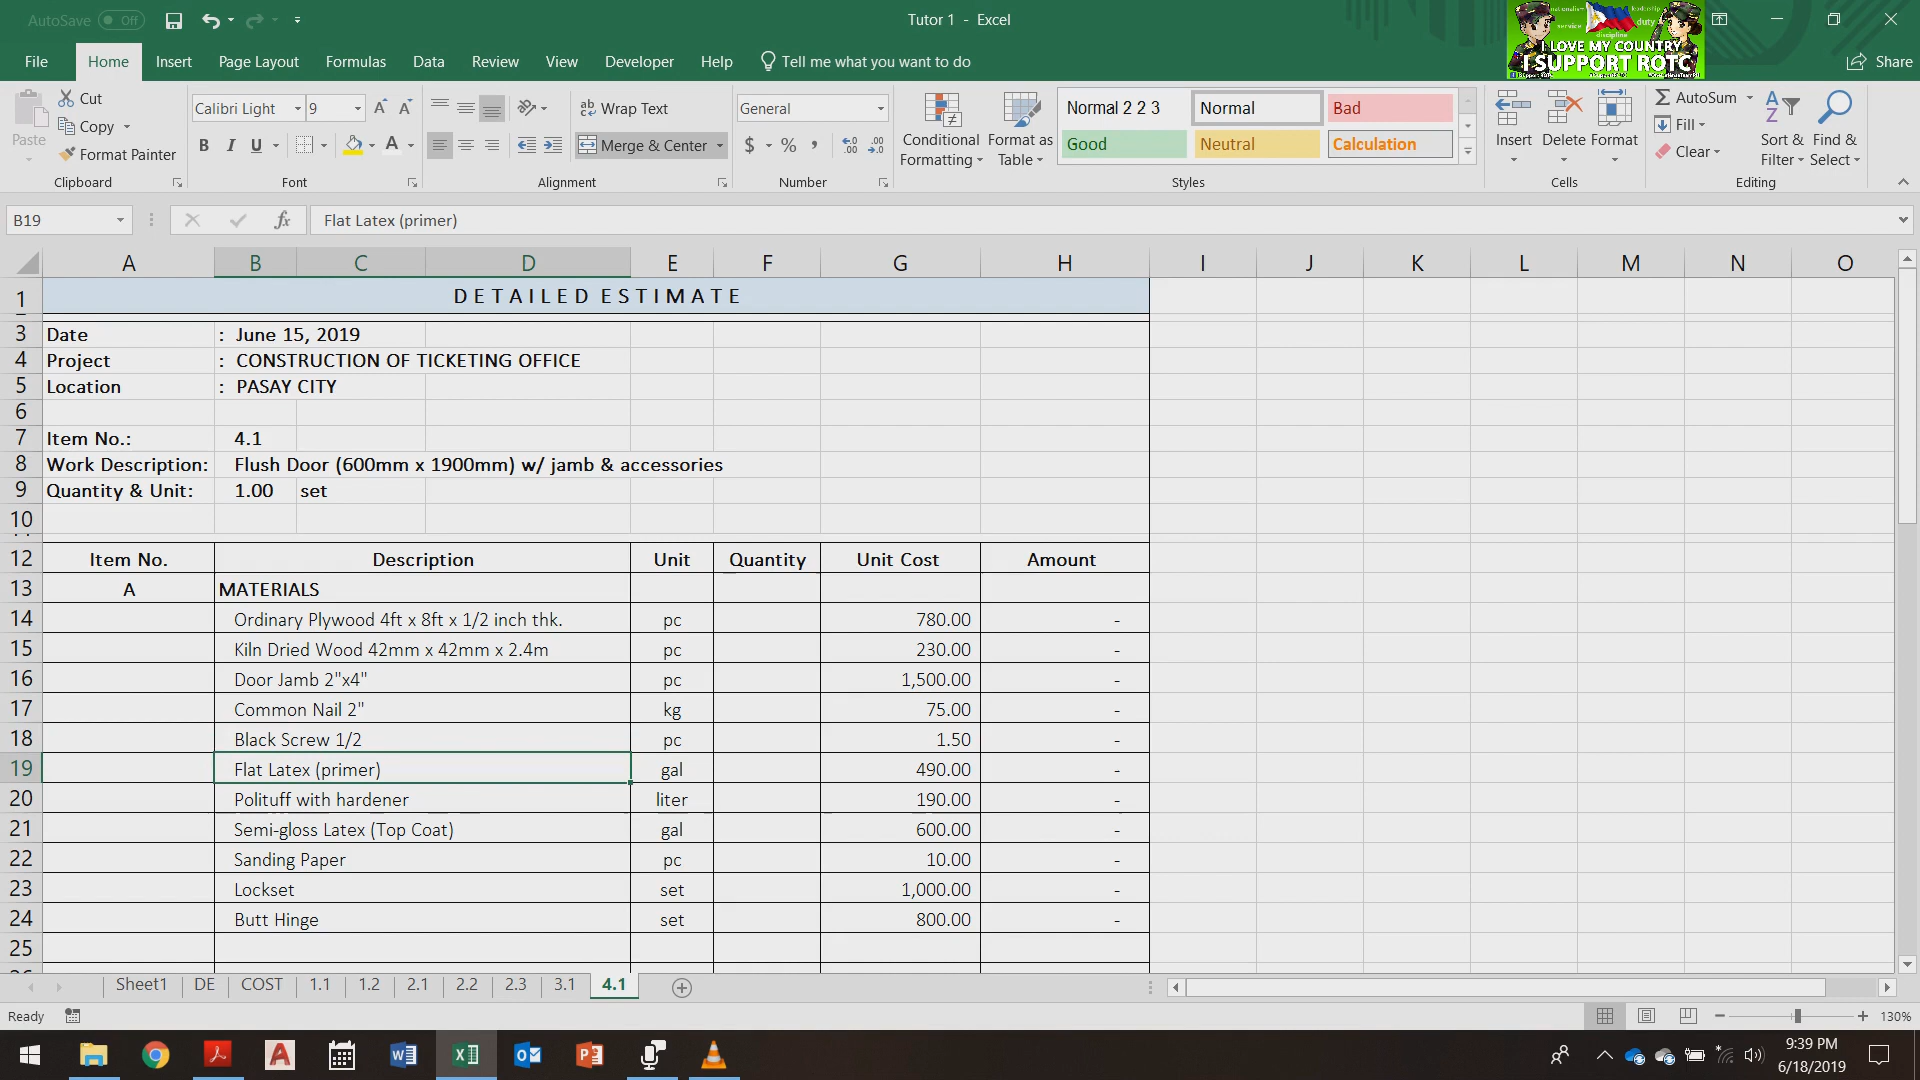 AutoSave Off
Tutor 1 - Excel
File Home Insert Page Layout Formulas Data Review View Developer Help Tell me what you want to do
I LOVE MY COUNTRY
I SUPPORT ROTC
Share
Paste
Cut
Copy
Format Painter
Clipboard
Calibri Light 9
B I U
Font
Wrap Text
Merge & Center
Alignment
General
$ % ,
Number
Conditional Formatting
Format as Table
Normal 2 2 3 Normal Bad
Good Neutral Calculation
Styles
Insert Delete Format
Cells
AutoSum
Fill
Clear
Sort & Filter
Find & Select
Editing
B19 fx Flat Latex (primer)
A B C D E F G H I J K L M N O
1 DETAILED ESTIMATE
3 Date : June 15, 2019
4 Project : CONSTRUCTION OF TICKETING OFFICE
5 Location : PASAY CITY
6
7 Item No.: 4.1
8 Work Description: Flush Door (600mm x 1900mm) w/ jamb & accessories
9 Quantity & Unit: 1.00 set
10
12 Item No. Description Unit Quantity Unit Cost Amount
13 A MATERIALS
14 Ordinary Plywood 4ft x 8ft x 1/2 inch thk. pc 780.00 -
15 Kiln Dried Wood 42mm x 42mm x 2.4m pc 230.00 -
16 Door Jamb 2"x4" pc 1,500.00 -
17 Common Nail 2" kg 75.00 -
18 Black Screw 1/2 pc 1.50 -
19 Flat Latex (primer) gal 490.00 -
20 Polituff with hardener liter 190.00 -
21 Semi-gloss Latex (Top Coat) gal 600.00 -
22 Sanding Paper pc 10.00 -
23 Lockset set 1,000.00 -
24 Butt Hinge set 800.00 -
25
Sheet1 DE COST 1.1 1.2 2.1 2.2 2.3 3.1 4.1
Ready
130%
9:39 PM
6/18/2019